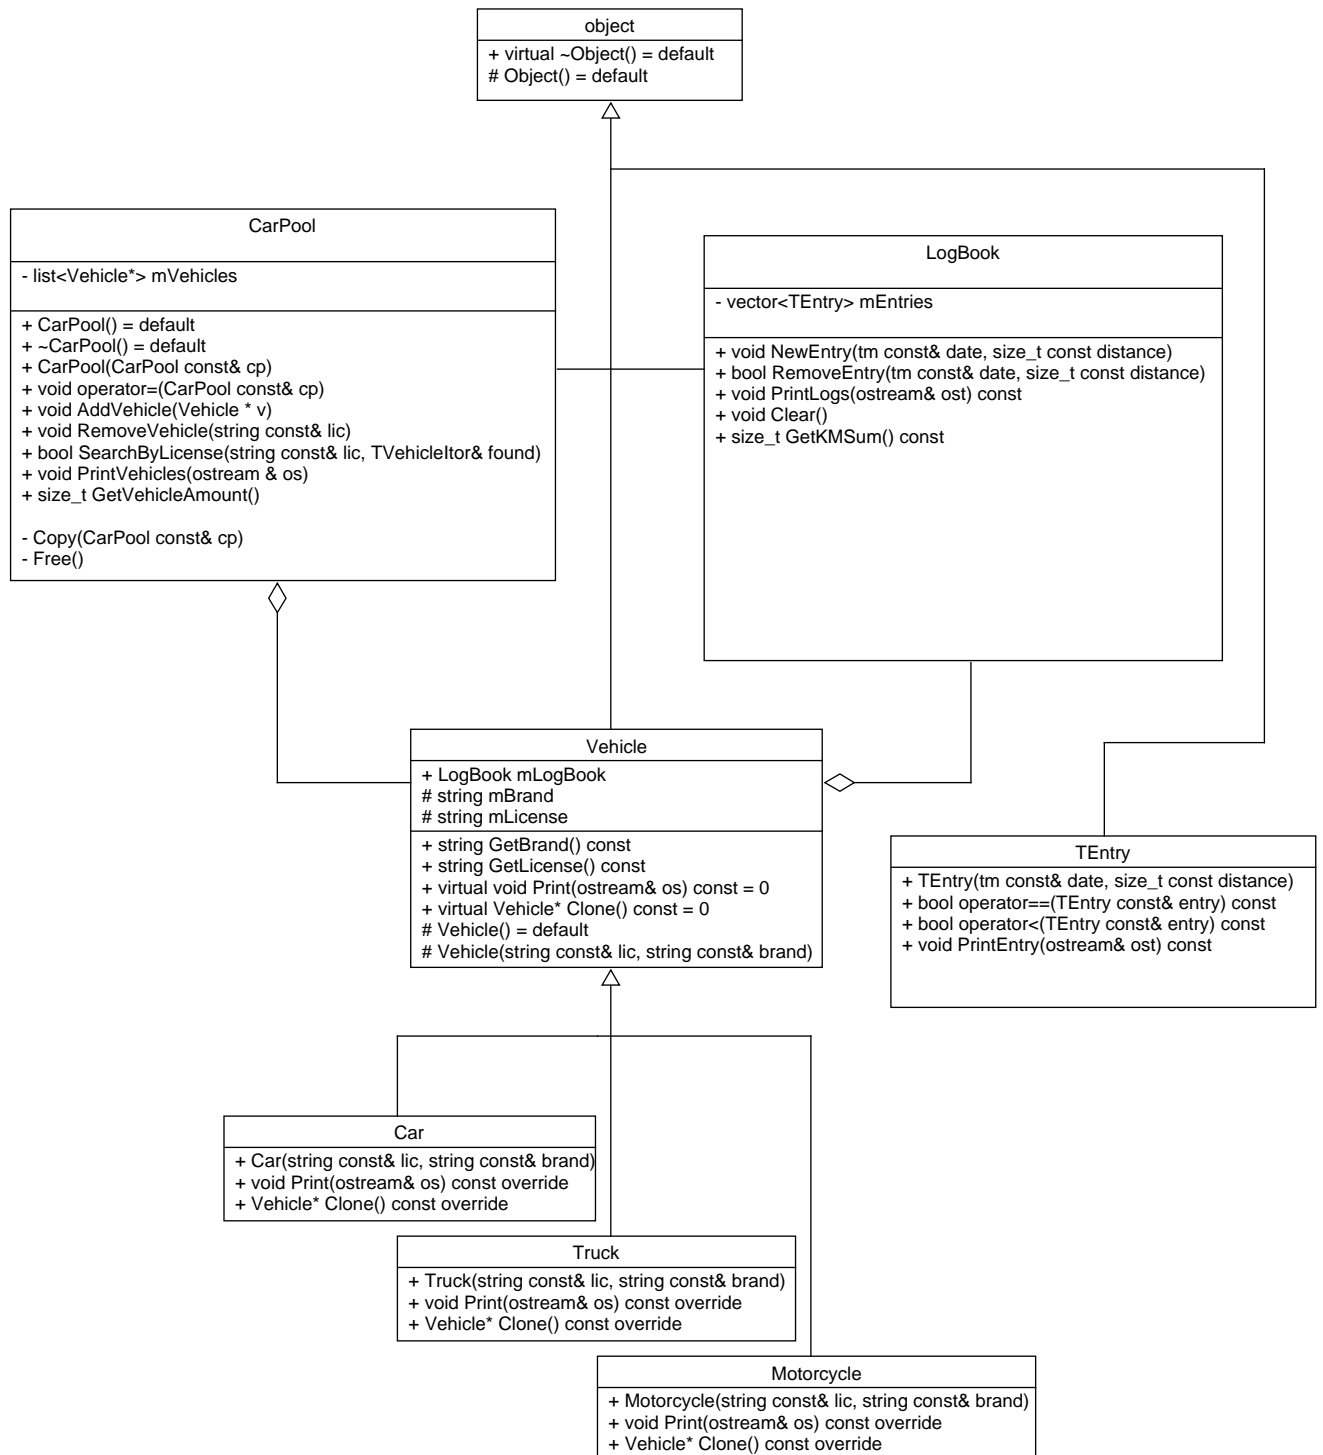 object
+ virtual ~Object() = default
# Object() = default
CarPool
- list<Vehicle*> mVehicles
+ CarPool() = default
+ ~CarPool() = default
+ CarPool(CarPool const& cp)
+ void operator=(CarPool const& cp)
+ void AddVehicle(Vehicle * v)
+ void RemoveVehicle(string const& lic)
+ bool SearchByLicense(string const& lic, TVehicleItor& found)
+ void PrintVehicles(ostream & os)
+ size_t GetVehicleAmount()
- Copy(CarPool const& cp)
- Free()
LogBook
- vector<TEntry> mEntries
+ void NewEntry(tm const& date, size_t const distance)
+ bool RemoveEntry(tm const& date, size_t const distance)
+ void PrintLogs(ostream& ost) const
+ void Clear()
+ size_t GetKMSum() const
Vehicle
+ LogBook mLogBook
# string mBrand
# string mLicense
+ string GetBrand() const
+ string GetLicense() const
+ virtual void Print(ostream& os) const = 0
+ virtual Vehicle* Clone() const = 0
# Vehicle() = default
# Vehicle(string const& lic, string const& brand)
TEntry
+ TEntry(tm const& date, size_t const distance)
+ bool operator==(TEntry const& entry) const
+ bool operator<(TEntry const& entry) const
+ void PrintEntry(ostream& ost) const
Car
+ Car(string const& lic, string const& brand)
+ void Print(ostream& os) const override
+ Vehicle* Clone() const override
Truck
+ Truck(string const& lic, string const& brand)
+ void Print(ostream& os) const override
+ Vehicle* Clone() const override
Motorcycle
+ Motorcycle(string const& lic, string const& brand)
+ void Print(ostream& os) const override
+ Vehicle* Clone() const override